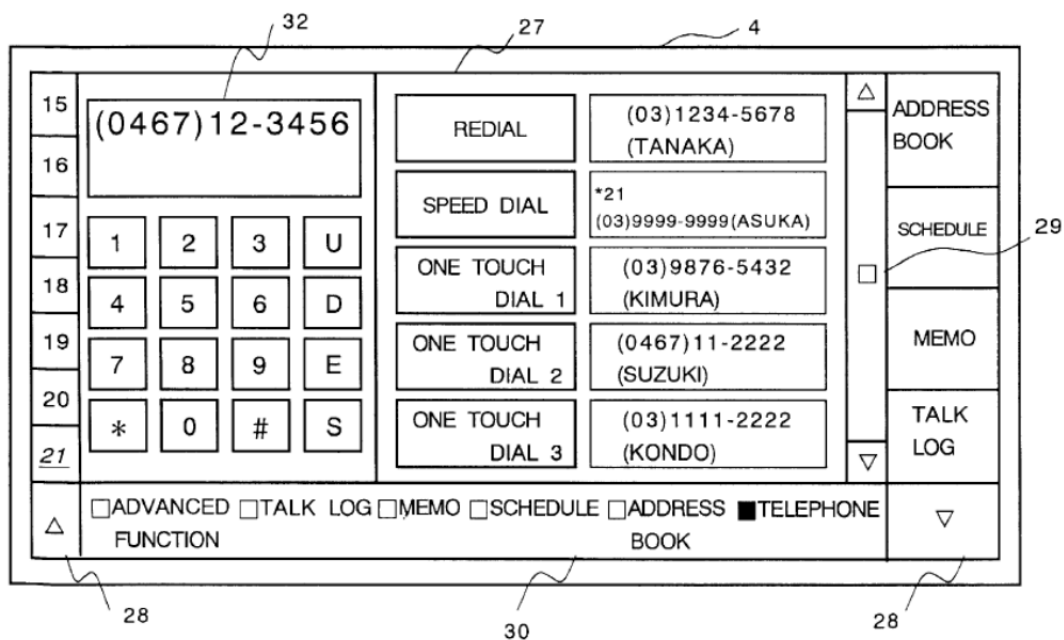 32
27
4
15
16
17
18
19
20
21
(0467)12-3456
1 2 3 U
4 5 6 D
7 8 9 E
* 0 # S
REDIAL
(03)1234-5678
(TANAKA)
SPEED DIAL
*21
(03)9999-9999(ASUKA)
ONE TOUCH
DIAL 1
(03)9876-5432
(KIMURA)
ONE TOUCH
DIAL 2
(0467)11-2222
(SUZUKI)
ONE TOUCH
DIAL 3
(03)1111-2222
(KONDO)
ADDRESS
BOOK
SCHEDULE
29
MEMO
TALK
LOG
△
▽
△
□ADVANCED □TALK LOG □MEMO □SCHEDULE □ADDRESS ■TELEPHONE
FUNCTION BOOK
▽
28
30
28